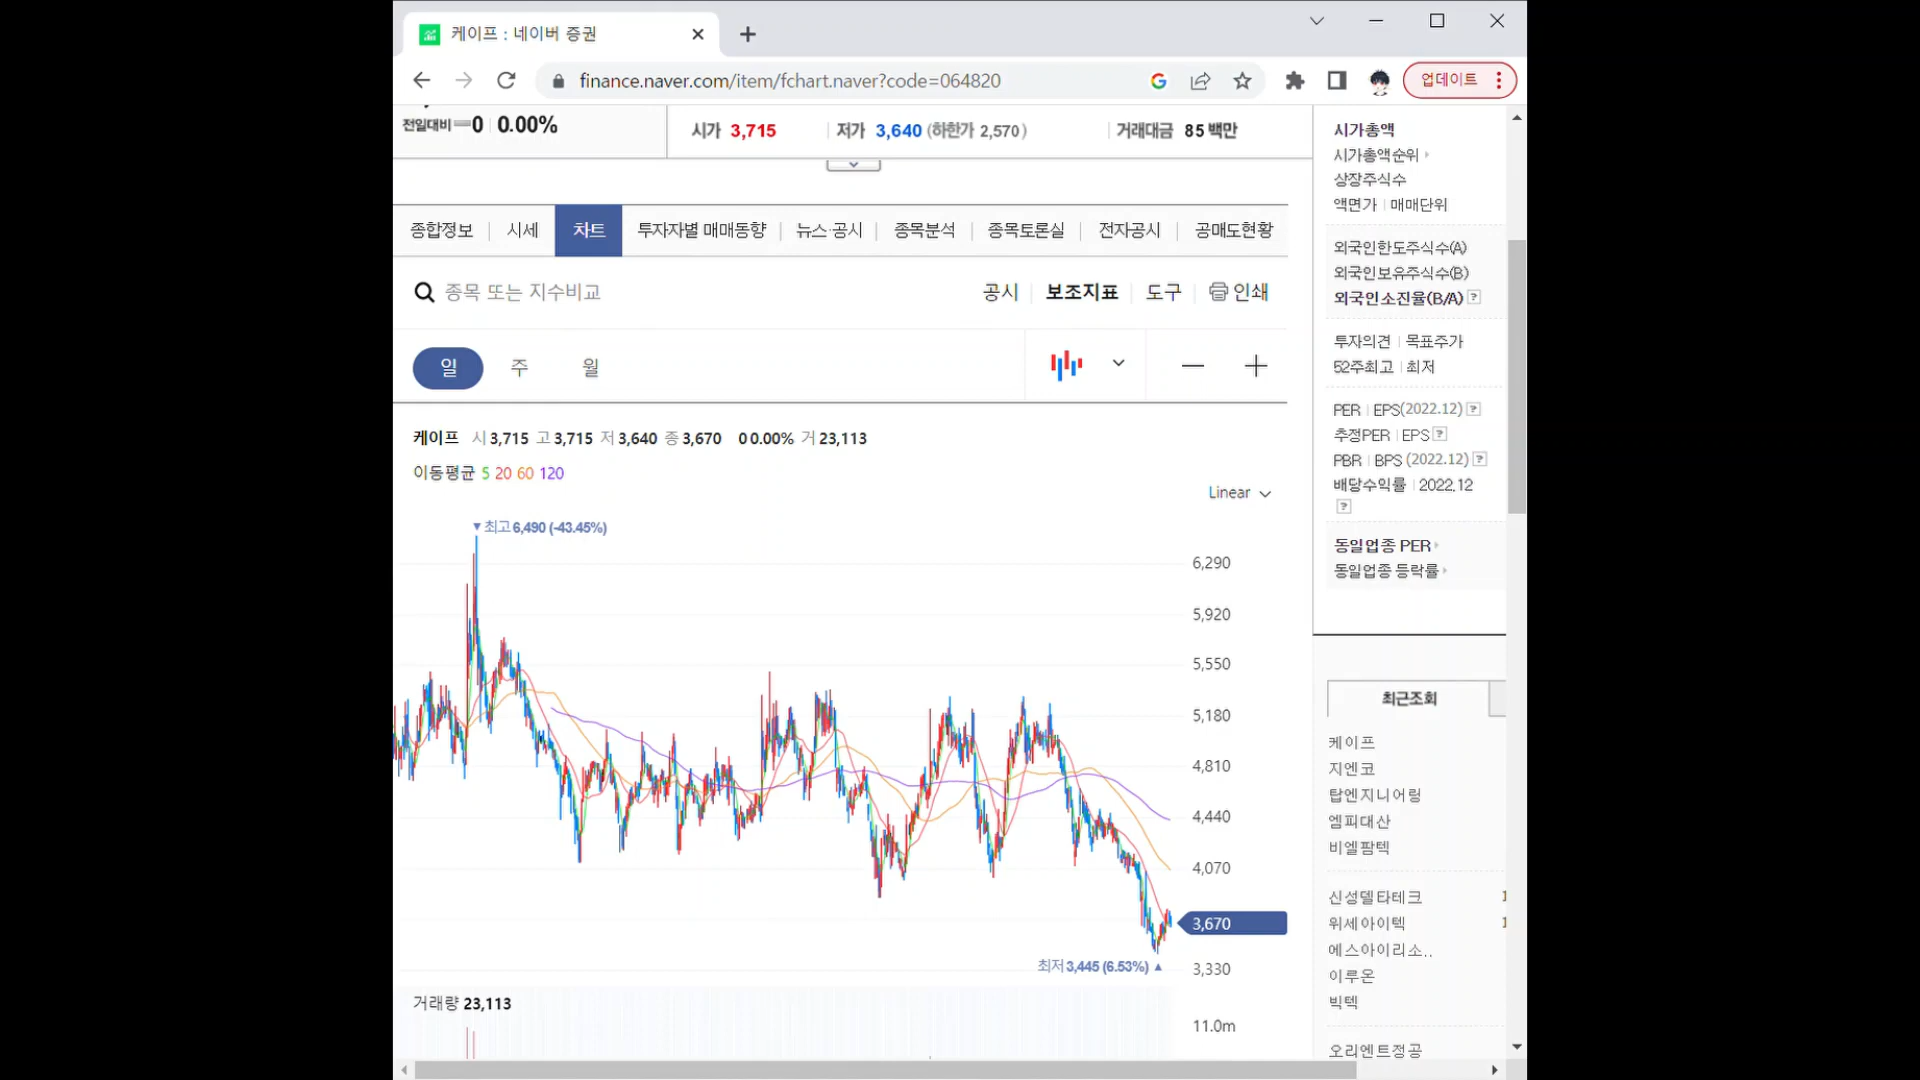 케이프 : 네이버 증권
finance.naver.com/item/fchart.naver?code=064820
업데이트
전일대비 0 0.00%
시가 3,715 저가 3,640 (하한가 2,570) 거래대금 85 백만
종합정보 시세 차트 투자자별 매매동향 뉴스·공시 종목분석 종목토론실 전자공시 공매도현황
종목 또는 지수비교
공시 보조지표 도구 인쇄
일 주 월
케이프 시 3,715 고 3,715 저 3,640 종 3,670 0 0.00% 거 23,113
이동평균 5 20 60 120
Linear
최고 6,490 (-43.45%)
6,290
5,920
5,550
5,180
4,810
4,440
4,070
3,670
최저 3,445 (6.53%)
3,330
거래량 23,113
11.0m
시가총액
시가총액순위
상장주식수
액면가 | 매매단위
외국인한도주식수(A)
외국인보유주식수(B)
외국인소진율(B/A) ?
투자의견 | 목표주가
52주최고 | 최저
PER | EPS(2022.12) ?
추정PER | EPS ?
PBR | BPS (2022.12) ?
배당수익률 | 2022.12
?
동일업종 PER
동일업종 등락률
최근조회
케이프
지엔코
탑엔지니어링
엠피대산
비엘팜텍
신성델타테크 1
위세아이텍 1
에스아이리소..
이루온
빅텍
오리엔트정공